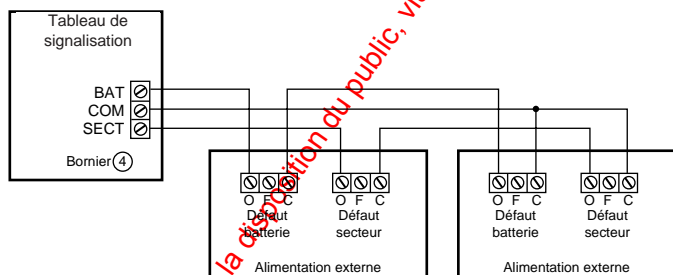 Tableau de
signalisation
BAT
COM
SECT
Bornier 4
O F C
Défaut
batterie
O F C
Défaut
secteur
Alimentation externe
O F C
Défaut
batterie
O F C
Défaut
secteur
Alimentation externe
la disposition du public, via